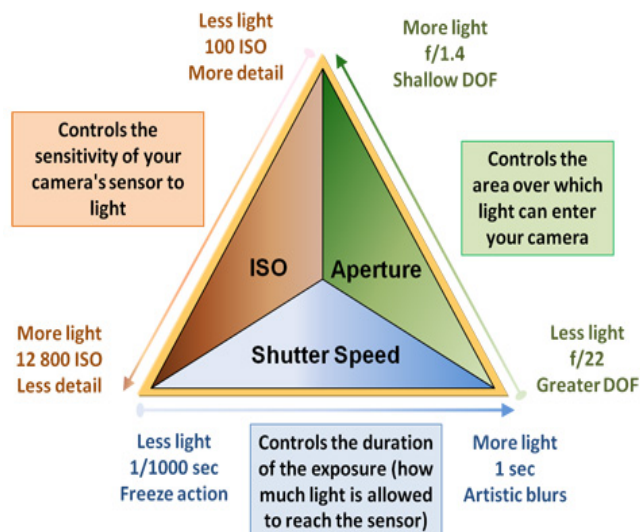 Less light
100 ISO
More detail
More light
f/1.4
Shallow DOF
Controls the
sensitivity of your
camera's sensor to
light
Controls the
area over which
light can enter
your camera
ISO
Aperture
Shutter Speed
More light
12 800 ISO
Less detail
Less light
f/22
Greater DOF
Less light
1/1000 sec
Freeze action
Controls the duration
of the exposure (how
much light is allowed
to reach the sensor)
More light
1 sec
Artistic blurs